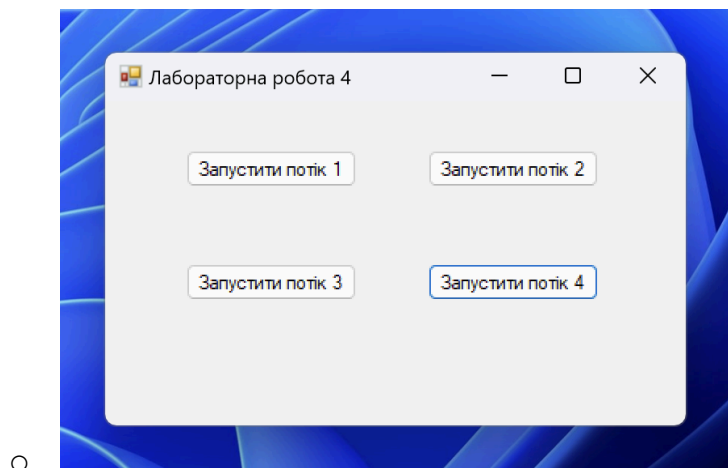 Лабораторна робота 4
Запустити потік 1
Запустити потік 2
Запустити потік 3
Запустити потік 4